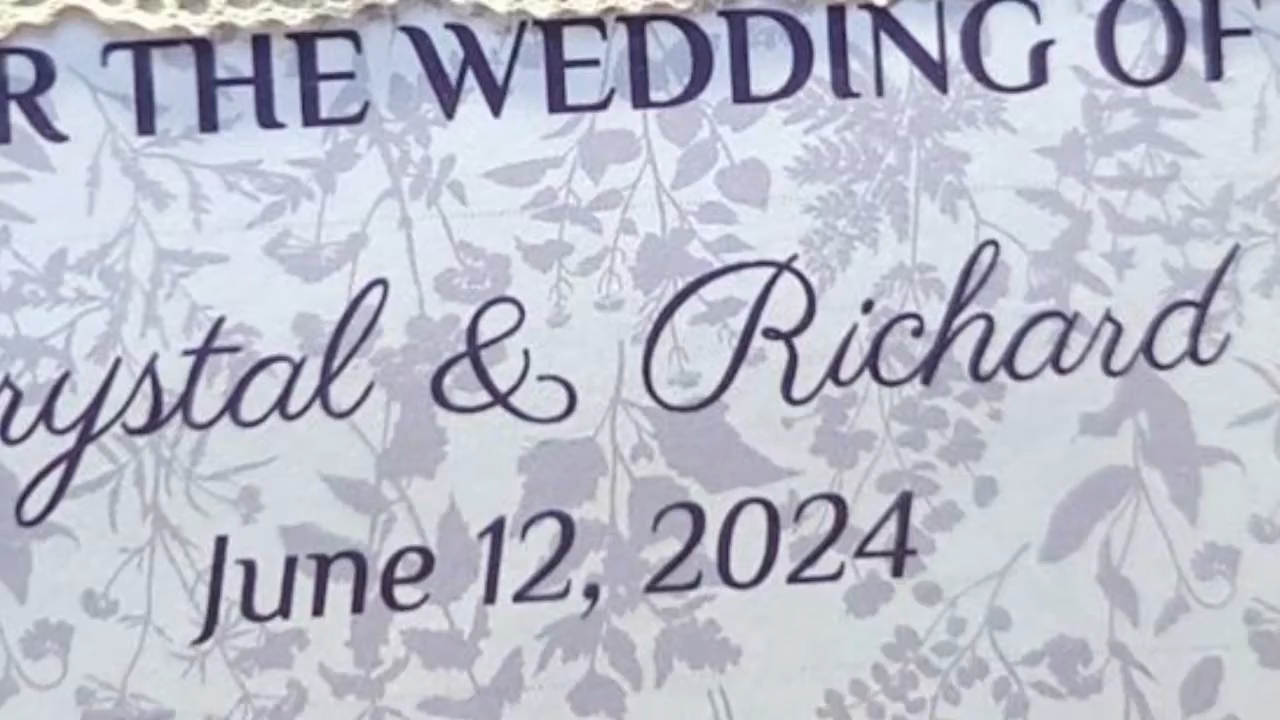 R THE WEDDING OF
rystal & Richard
June 12, 2024